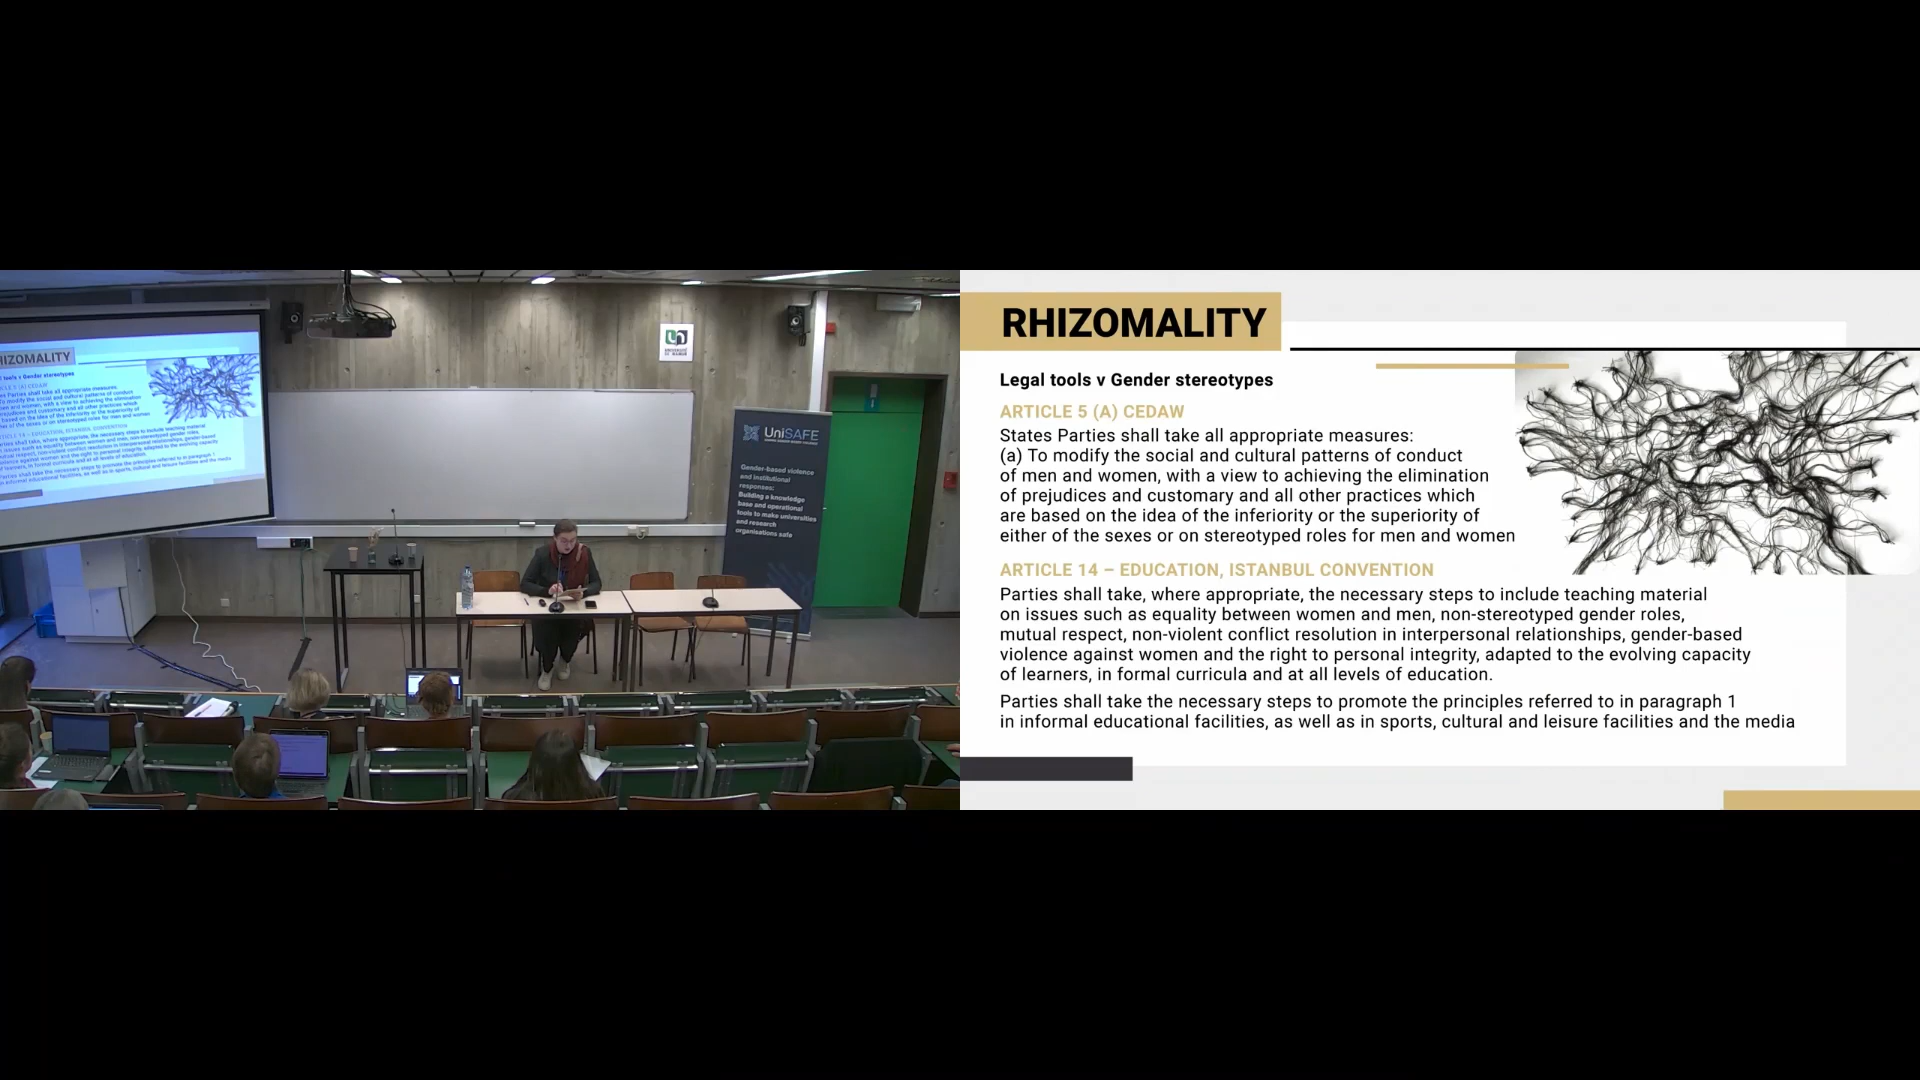 HIZOMALITY
UniSAFE
Gender-based violence
and institutional
responses:
Building a knowledge
base and operational
tools to make universities
and research
organisations safe
RHIZOMALITY
Legal tools v Gender stereotypes
ARTICLE 5 (A) CEDAW
States Parties shall take all appropriate measures:
(a) To modify the social and cultural patterns of conduct
of men and women, with a view to achieving the elimination
of prejudices and customary and all other practices which
are based on the idea of the inferiority or the superiority of
either of the sexes or on stereotyped roles for men and women
ARTICLE 14 – EDUCATION, ISTANBUL CONVENTION
Parties shall take, where appropriate, the necessary steps to include teaching material
on issues such as equality between women and men, non-stereotyped gender roles,
mutual respect, non-violent conflict resolution in interpersonal relationships, gender-based
violence against women and the right to personal integrity, adapted to the evolving capacity
of learners, in formal curricula and at all levels of education.
Parties shall take the necessary steps to promote the principles referred to in paragraph 1
in informal educational facilities, as well as in sports, cultural and leisure facilities and the media